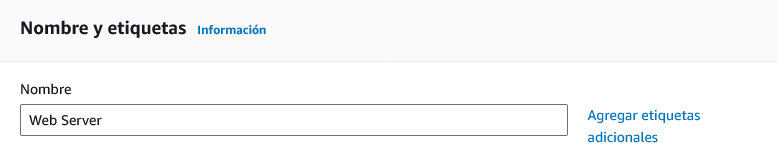 Nombre y etiquetas Información
Nombre
Web Server
Agregar etiquetas
adicionales